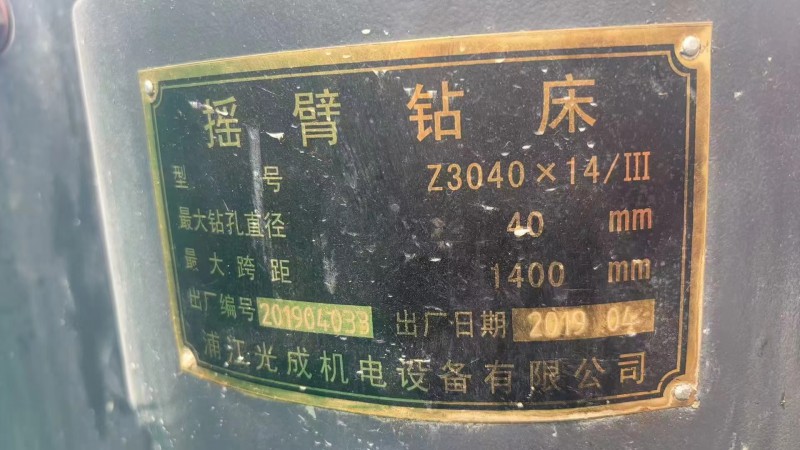 摇臂钻床
型号 Z3040×14/III
最大钻孔直径 40 mm
最大跨距 1400 mm
出厂编号 201904033 出厂日期 2019 04
浦江光成机电设备有限公司